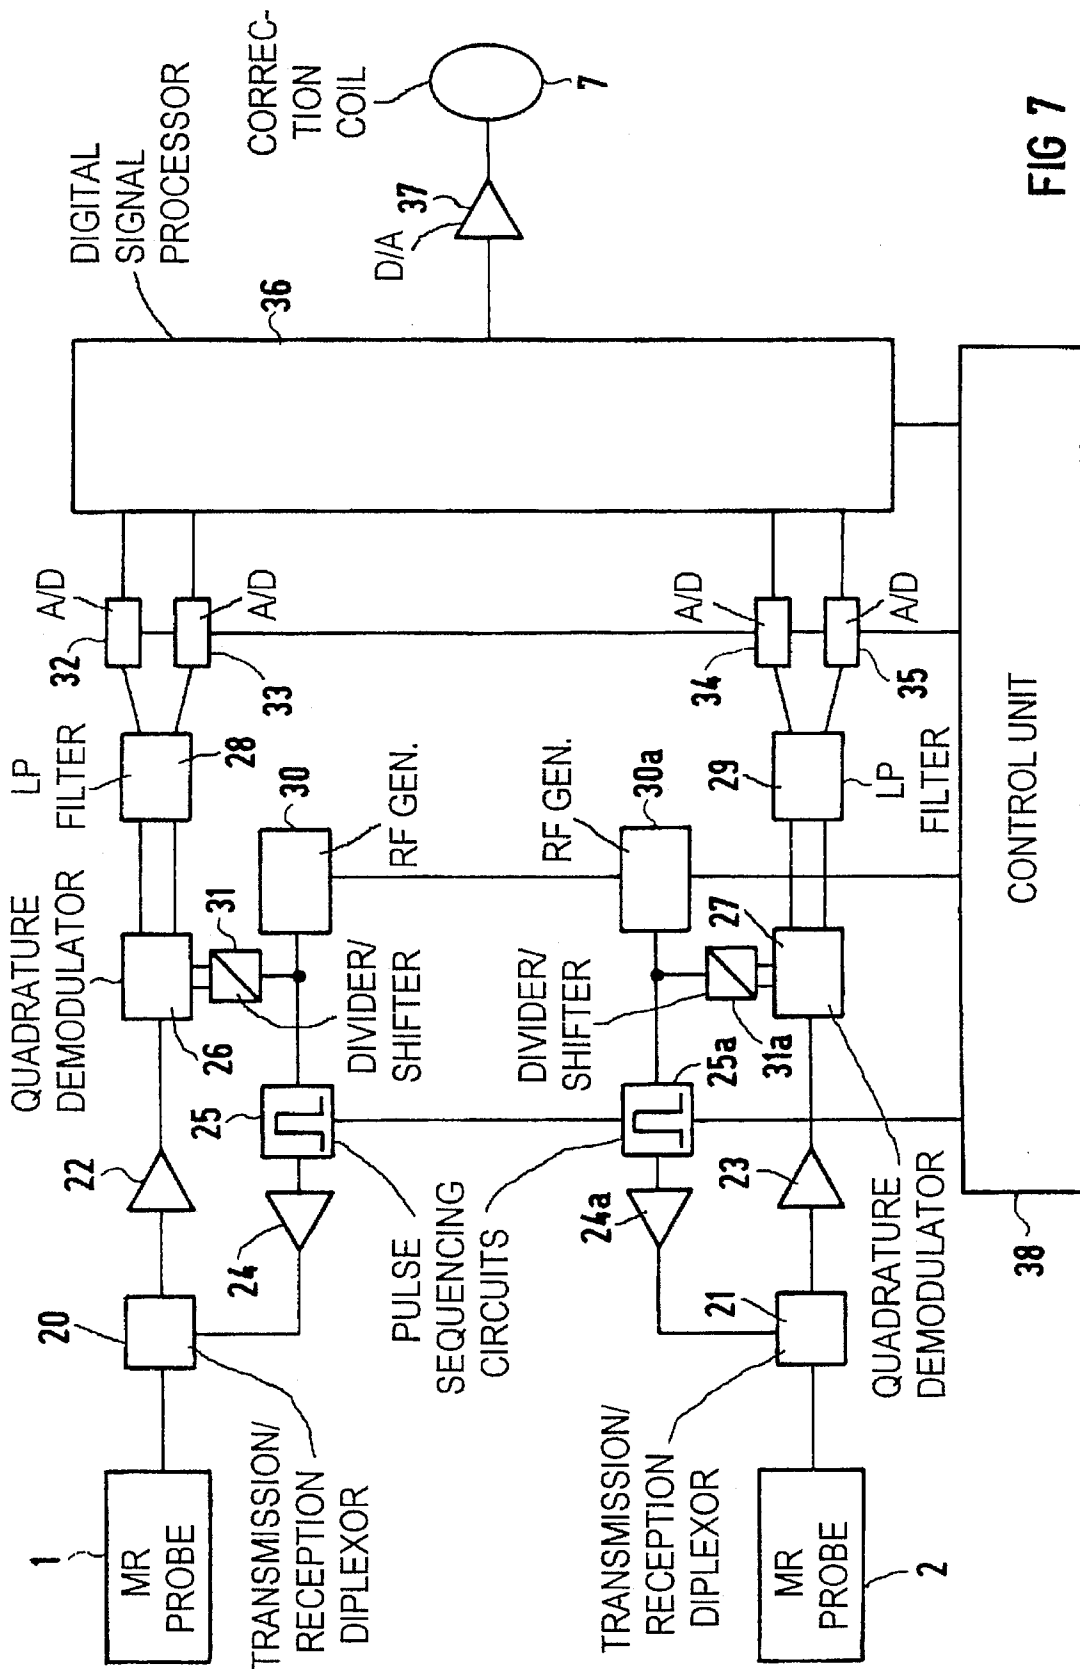 1
MR
PROBE
20
TRANSMISSION/
RECEPTION
DIPLEXOR
22
24
QUADRATURE
DEMODULATOR
26
25
31
DIVIDER/
SHIFTER
LP
FILTER
28
30
RF GEN.
32
A/D
33
A/D
DIGITAL
SIGNAL
PROCESSOR
36
D/A
37
CORREC-
TION
COIL
7
PULSE
SEQUENCING
CIRCUITS
MR
PROBE
2
TRANSMISSION/
RECEPTION
DIPLEXOR
21
24a
23
25a
DIVIDER/
SHIFTER
31a
27
QUADRATURE
DEMODULATOR
30a
RF GEN.
29
LP
FILTER
34
A/D
35
A/D
38
CONTROL UNIT
FIG 7